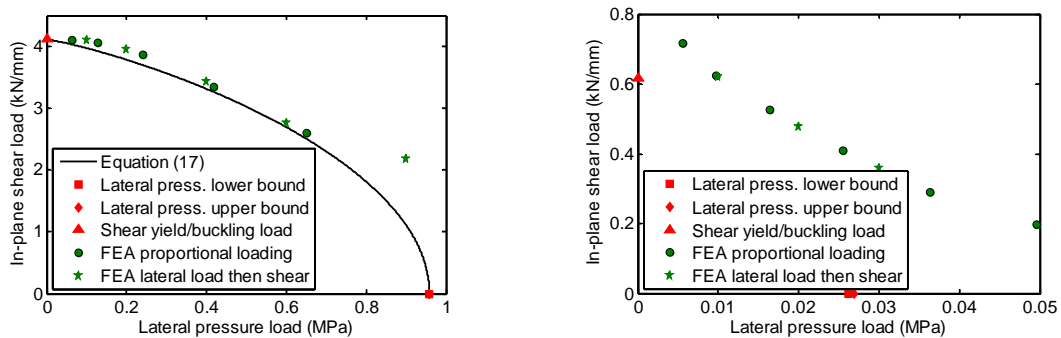 In-plane shear load (kN/mm)
4
3
2
1
0
Equation (17)
Lateral press. lower bound
Lateral press. upper bound
Shear yield/buckling load
FEA proportional loading
FEA lateral load then shear
0 0.2 0.4 0.6 0.8 1
Lateral pressure load (MPa)
In-plane shear load (kN/mm)
0.8
0.6
0.4
0.2
0
Lateral press. lower bound
Lateral press. upper bound
Shear yield/buckling load
FEA proportional loading
FEA lateral load then shear
0 0.01 0.02 0.03 0.04 0.05
Lateral pressure load (MPa)